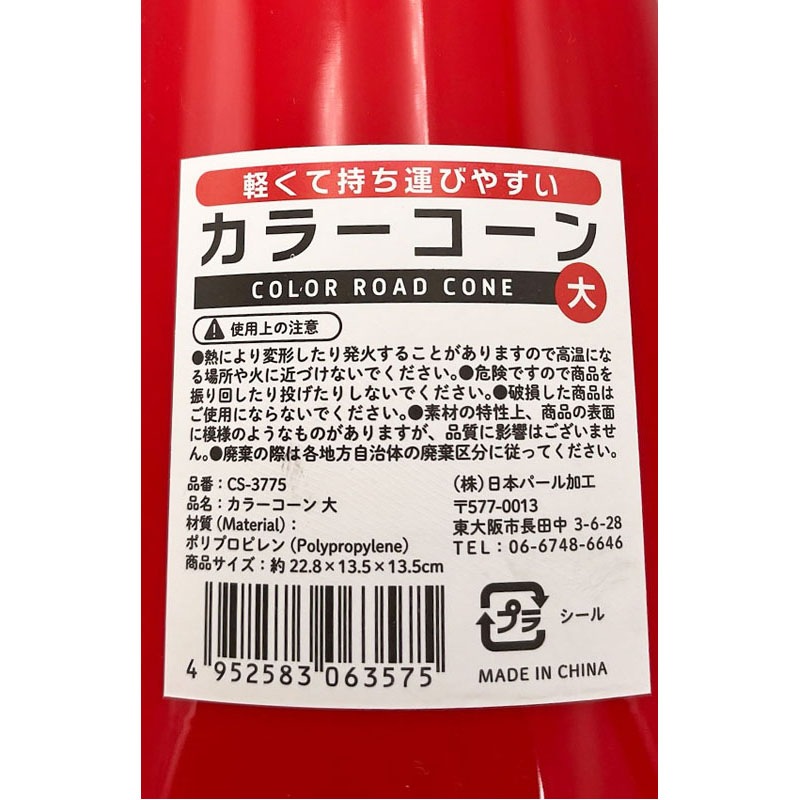 軽くて持ち運びやすい
カラーコーン
COLOR ROAD CONE 大
使用上の注意
●熱により変形したり発火することがありますので高温にな
る場所や火に近づけないでください。●危険ですので商品を
振り回したり投げたりしないでください。●破損した商品は
ご使用にならないでください。●素材の特性上、商品の表面
に模様のようなものがありますが、品質に影響はございませ
ん。●廃棄の際は各地方自治体の廃棄区分に従ってください。
品番：CS-3775
品名：カラーコーン 大
材質 (Material)：
ポリプロピレン (Polypropylene)
商品サイズ：約 22.8×13.5×13.5cm
(株)日本パール加工
〒577-0013
東大阪市長田中 3-6-28
TEL：06-6748-6646
4 952583 063575
プラ シール
MADE IN CHINA